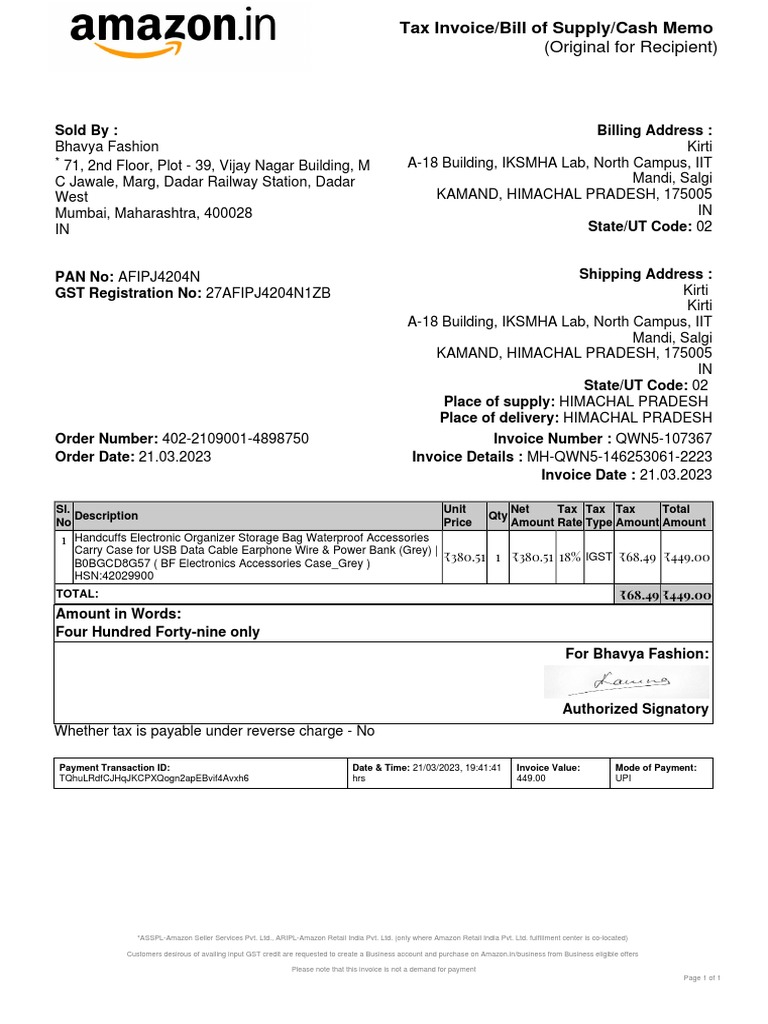 amazon.in
Tax Invoice/Bill of Supply/Cash Memo
(Original for Recipient)
Sold By :
Bhavya Fashion
* 71, 2nd Floor, Plot - 39, Vijay Nagar Building, M
C Jawale, Marg, Dadar Railway Station, Dadar
West
Mumbai, Maharashtra, 400028
IN
PAN No: AFIPJ4204N
GST Registration No: 27AFIPJ4204N1ZB
Billing Address :
Kirti
A-18 Building, IKSMHA Lab, North Campus, IIT
Mandi, Salgi
KAMAND, HIMACHAL PRADESH, 175005
IN
State/UT Code: 02
Shipping Address :
Kirti
Kirti
A-18 Building, IKSMHA Lab, North Campus, IIT
Mandi, Salgi
KAMAND, HIMACHAL PRADESH, 175005
IN
State/UT Code: 02
Place of supply: HIMACHAL PRADESH
Place of delivery: HIMACHAL PRADESH
Order Number: 402-2109001-4898750
Order Date: 21.03.2023
Invoice Number : QWN5-107367
Invoice Details : MH-QWN5-146253061-2223
Invoice Date : 21.03.2023
Sl. No Description Unit Price Qty Net Amount Tax Rate Tax Type Tax Amount Total Amount
1 Handcuffs Electronic Organizer Storage Bag Waterproof Accessories
Carry Case for USB Data Cable Earphone Wire & Power Bank (Grey) |
B0BGCD8G57 ( BF Electronics Accessories Case_Grey )
HSN:42029900
₹380.51 1 ₹380.51 18% IGST ₹68.49 ₹449.00
TOTAL: ₹68.49 ₹449.00
Amount in Words:
Four Hundred Forty-nine only
For Bhavya Fashion:
Authorized Signatory
Whether tax is payable under reverse charge - No
Payment Transaction ID:
TQhuLRdfCJHqJKCPXQogn2apEBvif4Avxh6
Date & Time: 21/03/2023, 19:41:41
hrs
Invoice Value:
449.00
Mode of Payment:
UPI
*ASSPL-Amazon Seller Services Pvt. Ltd., ARIPL-Amazon Retail India Pvt. Ltd. (only where Amazon Retail India Pvt. Ltd. fulfillment center is co-located)
Customers desirous of availing input GST credit are requested to create a Business account and purchase on Amazon.in/business from Business eligible offers
Please note that this invoice is not a demand for payment
Page 1 of 1